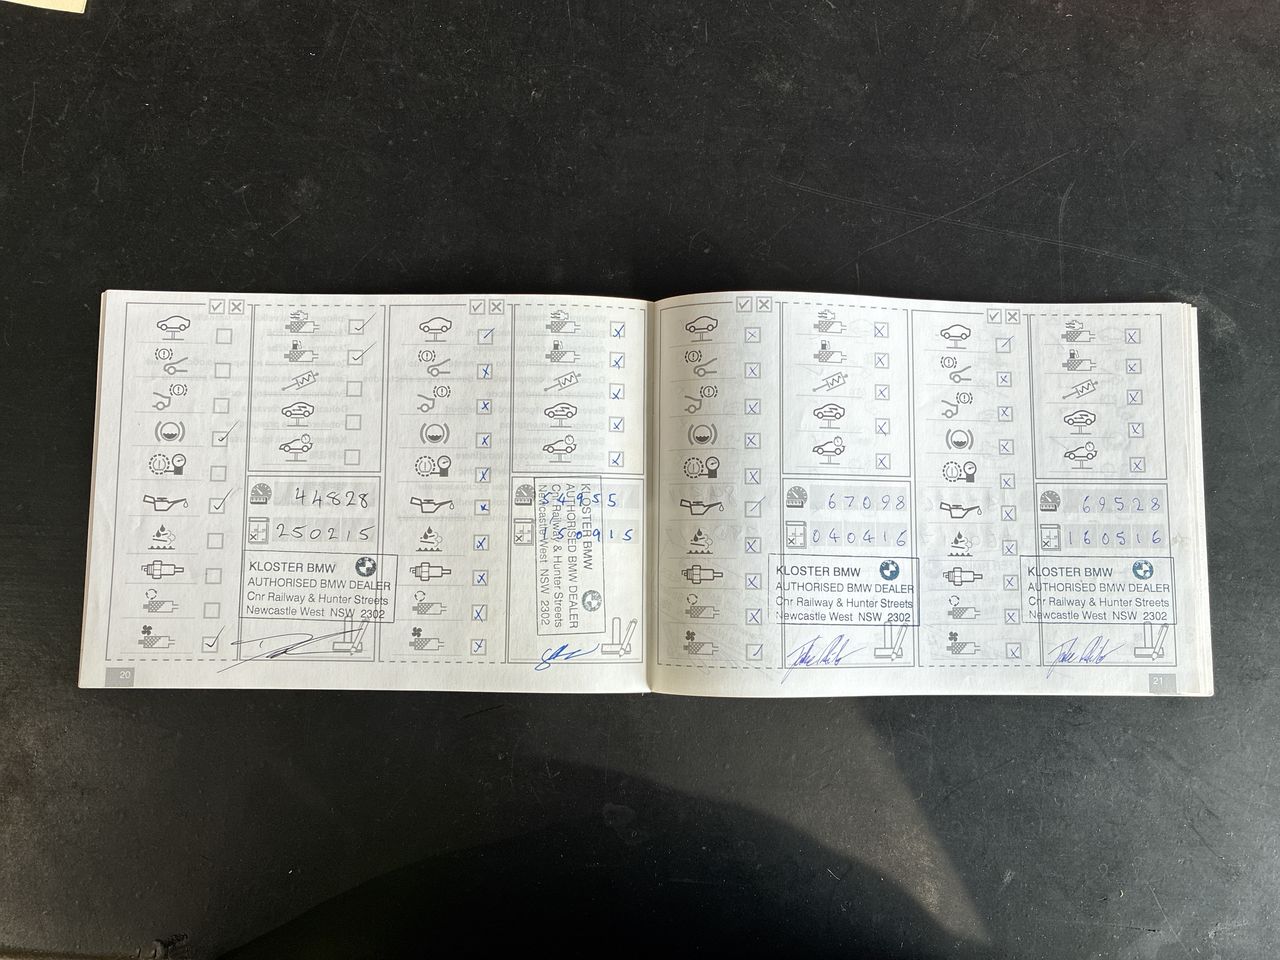 44828
250215
KLOSTER BMW
AUTHORISED BMW DEALER
Cnr Railway & Hunter Streets
Newcastle West NSW 2302
20
54955
150915
KLOSTER BMW
AUTHORISED BMW DEALER
Cnr Railway & Hunter Streets
Newcastle West NSW 2302
67098
040416
KLOSTER BMW
AUTHORISED BMW DEALER
Cnr Railway & Hunter Streets
Newcastle West NSW 2302
69528
160516
KLOSTER BMW
AUTHORISED BMW DEALER
Cnr Railway & Hunter Streets
Newcastle West NSW 2302
21